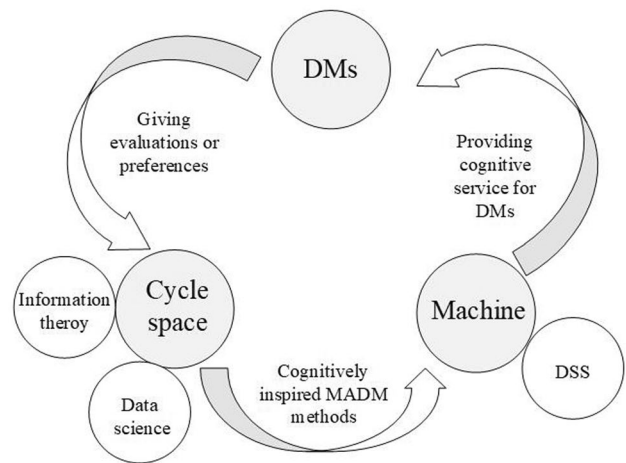 DMs
Giving
evaluations or
preferences
Providing
cognitive
service for
DMs
Cycle
space
Information
theroy
Data
science
Machine
DSS
Cognitively
inspired MADM
methods